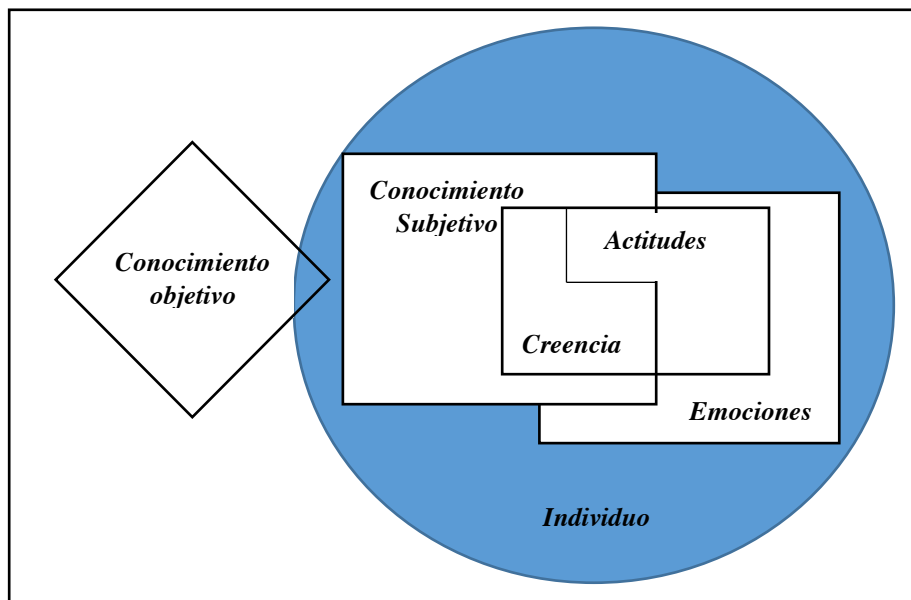 Conocimiento
Subjetivo
Actitudes
Conocimiento
objetivo
Creencia
Emociones
Individuo